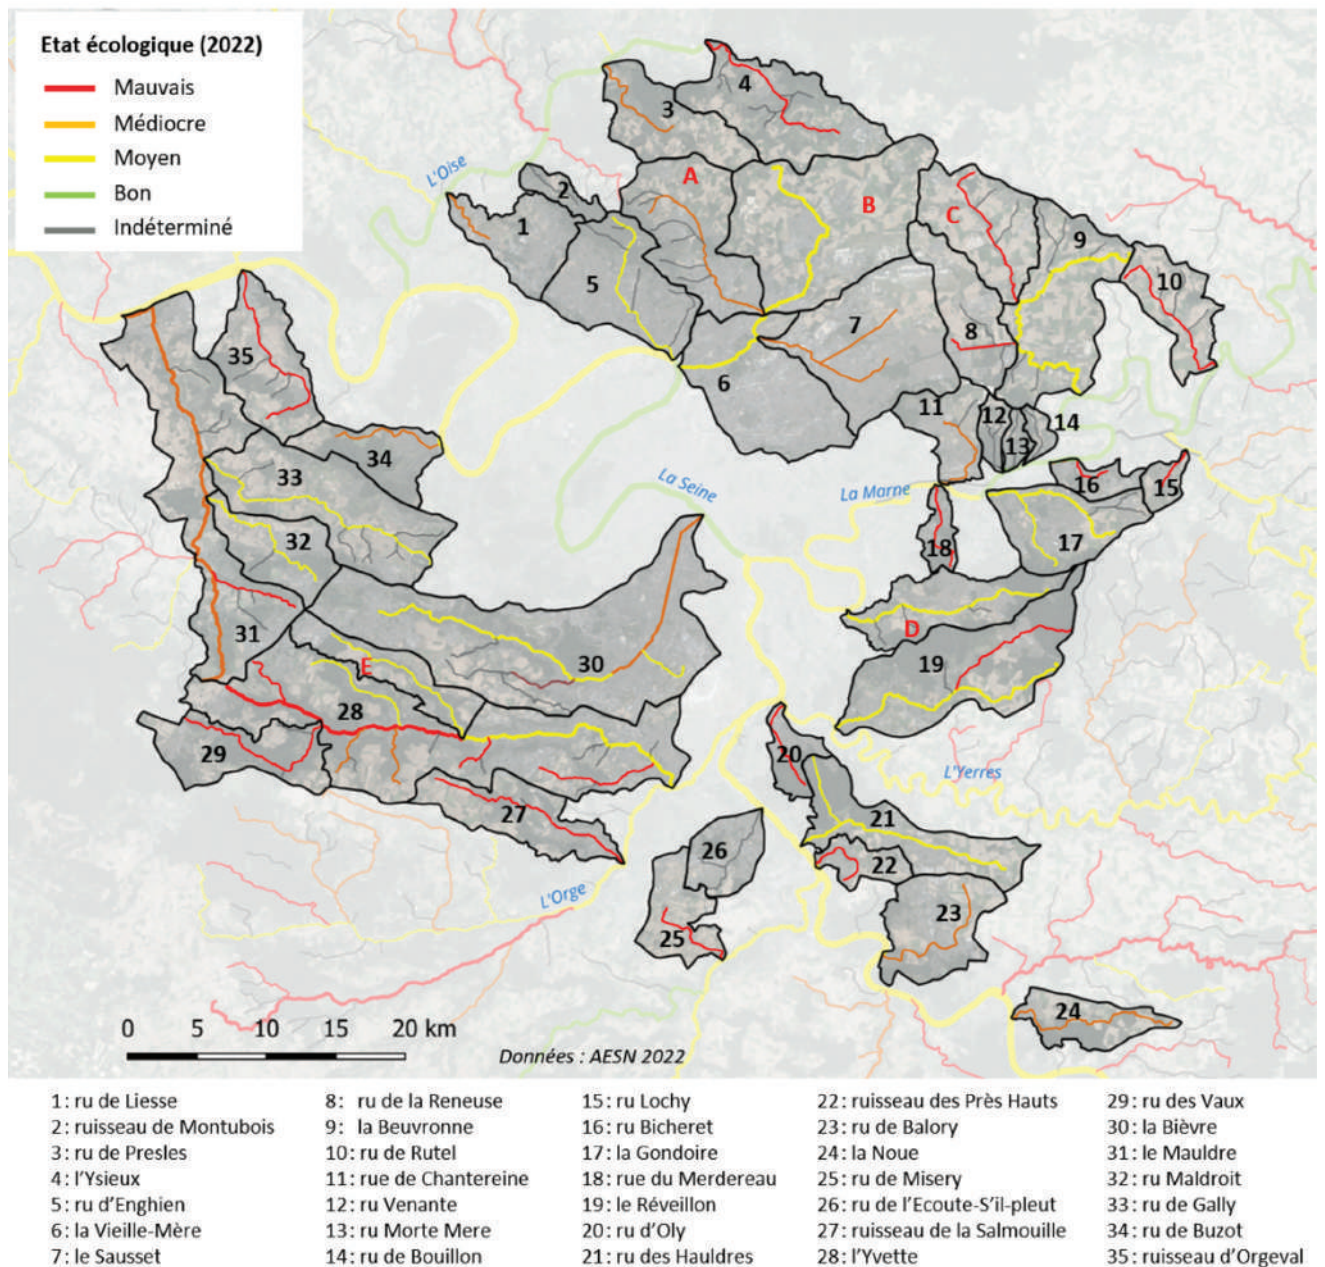 Etat écologique (2022)
Mauvais
Médiocre
Moyen
Bon
Indéterminé
4
3
A
L'Oise
2
B
C
1
9
5
10
7
8
35
6
11
12
14
13
34
33
La Seine
La Marne
16
15
32
18
17
31
D
E
30
19
28
29
20
L'Yerres
27
21
26
22
L'Orge
23
25
24
0 5 10 15 20 km
Données : AESN 2022
1: ru de Liesse
2: ruisseau de Montubois
3: ru de Presles
4: l'Ysieux
5: ru d'Enghien
6: la Vieille-Mère
7: le Sausset
8: ru de la Reneuse
9: la Beuvronne
10: ru de Rutel
11: rue de Chantereine
12: ru Venante
13: ru Morte Mere
14: ru de Bouillon
15: ru Lochy
16: ru Bicheret
17: la Gondoire
18: rue du Merdereau
19: le Réveillon
20: ru d'Oly
21: ru des Hauldres
22: ruisseau des Près Hauts
23: ru de Balory
24: la Noue
25: ru de Misery
26: ru de l'Ecoute-S'il-pleut
27: ruisseau de la Salmouille
28: l'Yvette
29: ru des Vaux
30: la Bièvre
31: le Mauldre
32: ru Maldroit
33: ru de Gally
34: ru de Buzot
35: ruisseau d'Orgeval